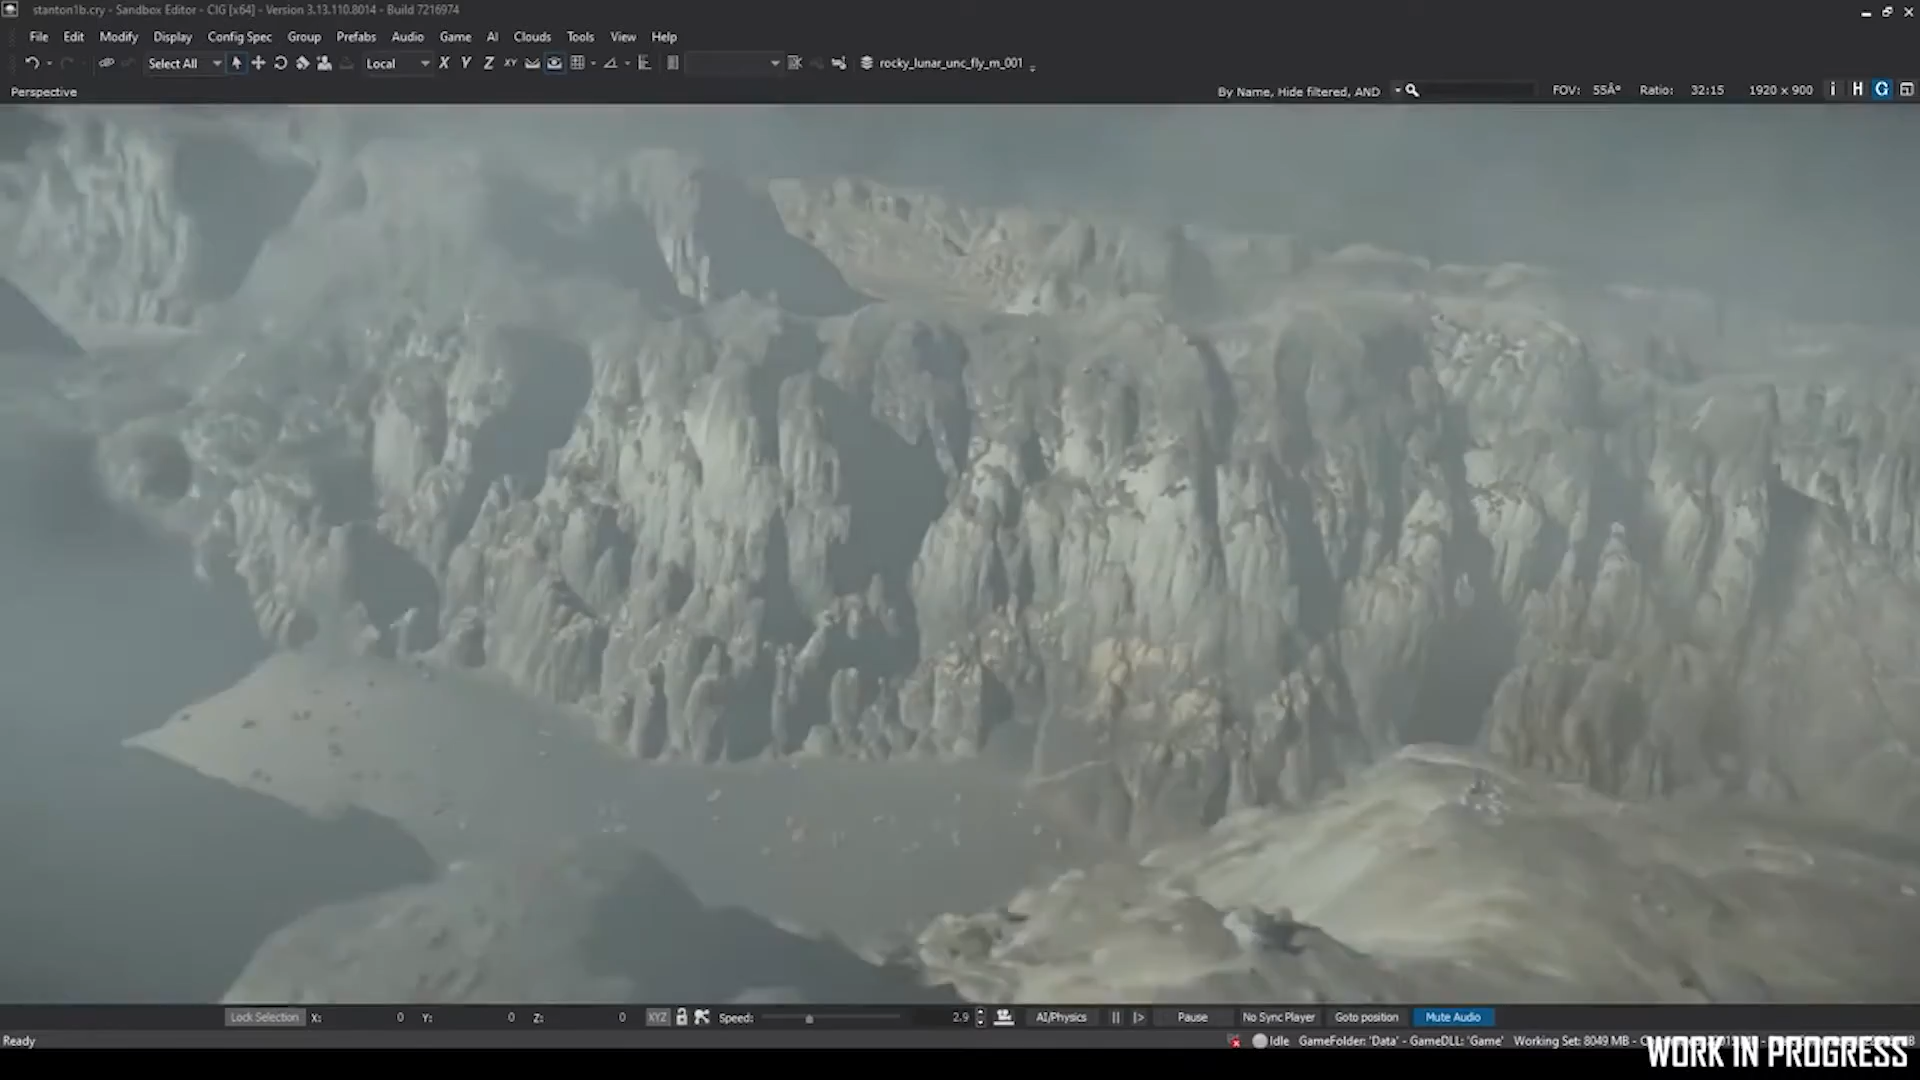 stanton1b.cry - Sandbox Editor - CIG [x64] - Version 3.13.110.8014 - Build 7216974
File Edit Modify Display Config Spec Group Prefabs Audio Game AI Clouds Tools View Help
Select All Local X Y Z XY rocky_lunar_unc_fly_m_001
Perspective By Name, Hide filtered, AND FOV: 55Âº Ratio: 32:15 1920 x 900 i H G
Lock Selection X: 0 Y: 0 Z: 0 XYZ Speed: 2.9 AI/Physics Pause No Sync Player Goto position Mute Audio
Ready Idle GameFolder: 'Data' - GameDLL: 'Game' Working Set: 8049 MB -
WORK IN PROGRESS